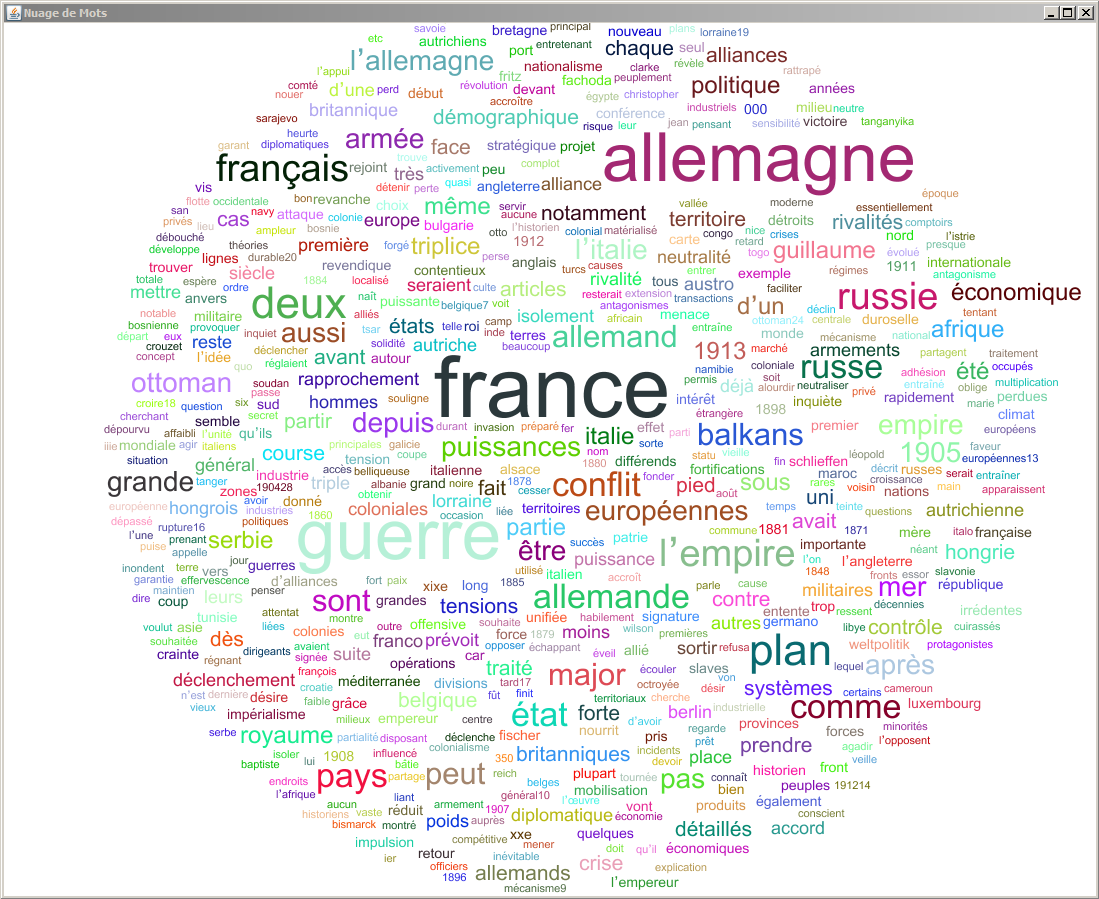 Nuage de Mots
savoie bretagne principal nouveau plans lorraine19
etc autrichiens port entretenant chaque seul alliances
l'appui l'allemagne nationalisme clarke révèle rattrapé
comté d'une perd début fritz révolution devant fachoda peuplement politique années
nouer britannique accroître égypte christopher industriels 000 milieu neutre
sarajevo démographique conférence risque leur jean pensant sensibilité victoire tanganyika
heurte garant diplomatiques armée face stratégique projet allemagne
français rejoint trouve activement peu complot
vis très quasi angleterre alliance époque
flotte occidentale bon revanche détenir perte servir vallée moderne essentiellement
san navy attaque choix même aucune notamment territoire détroits rivalités comptoirs
privés lieu cas colonie europe bulgarie otto l'historien colonial matérialisé congo nice crises nord l'istrie
débouché ampleur bosnie première forgé triplice 1912 l'italie carte retard guillaume presque
développe théories lignes durable20 perse anglais turcs causes neutralité togo évolué
trouver siècle revendique contentieux rivalité entrer exemple régimes 1911 internationale
totale espère 1884 localisé seraient culte articles tous austro faciliter antagonisme
mettre ordre naît puissante belgique7 voit resterait extension transactions russie économique
anvers deux alliés antagonismes d'un déclin
notable militaire isolement africain menace tentant
bosnienne provoquer inquiet aussi tsar états telle roi camp inde terres allemand entraîne ottoman24 centrale duroselle afrique
départ eux reste solidité autriche beaucoup monde mécanisme national
crouzet déclencher avant autour 1913 marché armements partagent
concept l'idée quo réglaient france namibie coloniale russe adhésion traitement
ottoman soudan rapprochement permis déjà soit neutraliser entraîné été occupés
passe alourdir privé oblige multiplication
croire18 question six sud hommes souligne intérêt inquiète rapidement marie perdues
cherchant semble secret partir depuis durant invasion préparé fer effet étrangère 1898 premier empire climat
dépourvu affaibli l'unité qu'ils puissances italie parti balkans européens
iiie mondiale agir italiens principales galicie sorte 1905 faveur
situation course coupe nom statu vieille léopold
général tension accès belliqueuse italienne 1880 différends fin schlieffen décrit russes européennes13
grande tanger industrie triple albanie grand noire alsace 1878 conflit fonder fortifications maroc croissance serait entraîner
zones 190428 obtenir fait cesser pied août sous rares voisin nations main apparaissent
européenne hongrois avoir donné coloniales lorraine liée territoires européennes temps uni teinte autrichienne
dépassé industries 1860 occasion commune questions
l'une rupture16 politiques guerre partie succès patrie 1881 avait 1871 mère italo française
puise prenant serbie être puissance l'empire importante néant hongrie
appelle jour utilisé l'on l'angleterre
inondent terre vers guerres italien accroît 1848 fronts essor slavonie
garantie effervescence d'alliances fort paix xixe long 1885 parle cause militaires mer république
maintien penser
dire coup leurs sont grandes tensions allemande contre trop décennies irrédentes
attentat montre entente ressent
voulut tunisie liées outre offensive souhaite unifiée habilement signature autres germano cuirassés
souhaitée asie colonies eut force 1879 moins wilson premières libye contrôle
dès avaient franco prévoit opposer échappant plan weltpolitik protagonistes
crainte dirigeants signée suite car éveil allié sortir refusa
régnant françois opérations traité major écouler slaves lequel après
déclenchement croatie méditerranée divisions tard17 octroyée désir von systèmes certains cameroun
n'est dernière désire faible fût finit territoriaux cherche comme luxembourg
vieux grâce belgique état industrielle
impérialisme milieux empereur centre forte d'avoir berlin provinces minorités
serbe royaume partialité disposant déclenche fischer nourrit pris regarde forces l'opposent
colonialisme prêt prendre agadir
isoler 1908 influencé britanniques incidents place veille
baptiste lui bâtie 350 reich devoir historien front
endroits pays partage peut belges plupart tournée pas connaît peuples 191214
l'afrique général10 mobilisation bien
aucun liant armement 1907 l'œuvre vont produits également conscient
historiens vaste réduit auprès diplomatique économie
bismarck montré poids xxe quelques détaillés accord
impulsion compétitive mener doit qu'il économiques
ier retour inévitable crise explication
officiers 1896 allemands l'empereur
mécanisme9